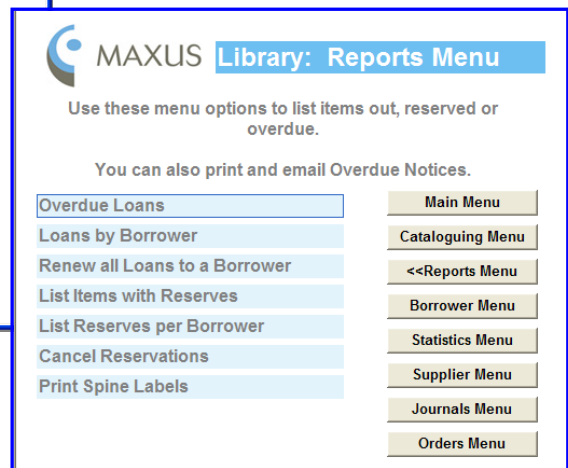 MAXUS Library: Reports Menu
Use these menu options to list items out, reserved or
overdue.
You can also print and email Overdue Notices.
Overdue Loans
Loans by Borrower
Renew all Loans to a Borrower
List Items with Reserves
List Reserves per Borrower
Cancel Reservations
Print Spine Labels
Main Menu
Cataloguing Menu
<<Reports Menu
Borrower Menu
Statistics Menu
Supplier Menu
Journals Menu
Orders Menu